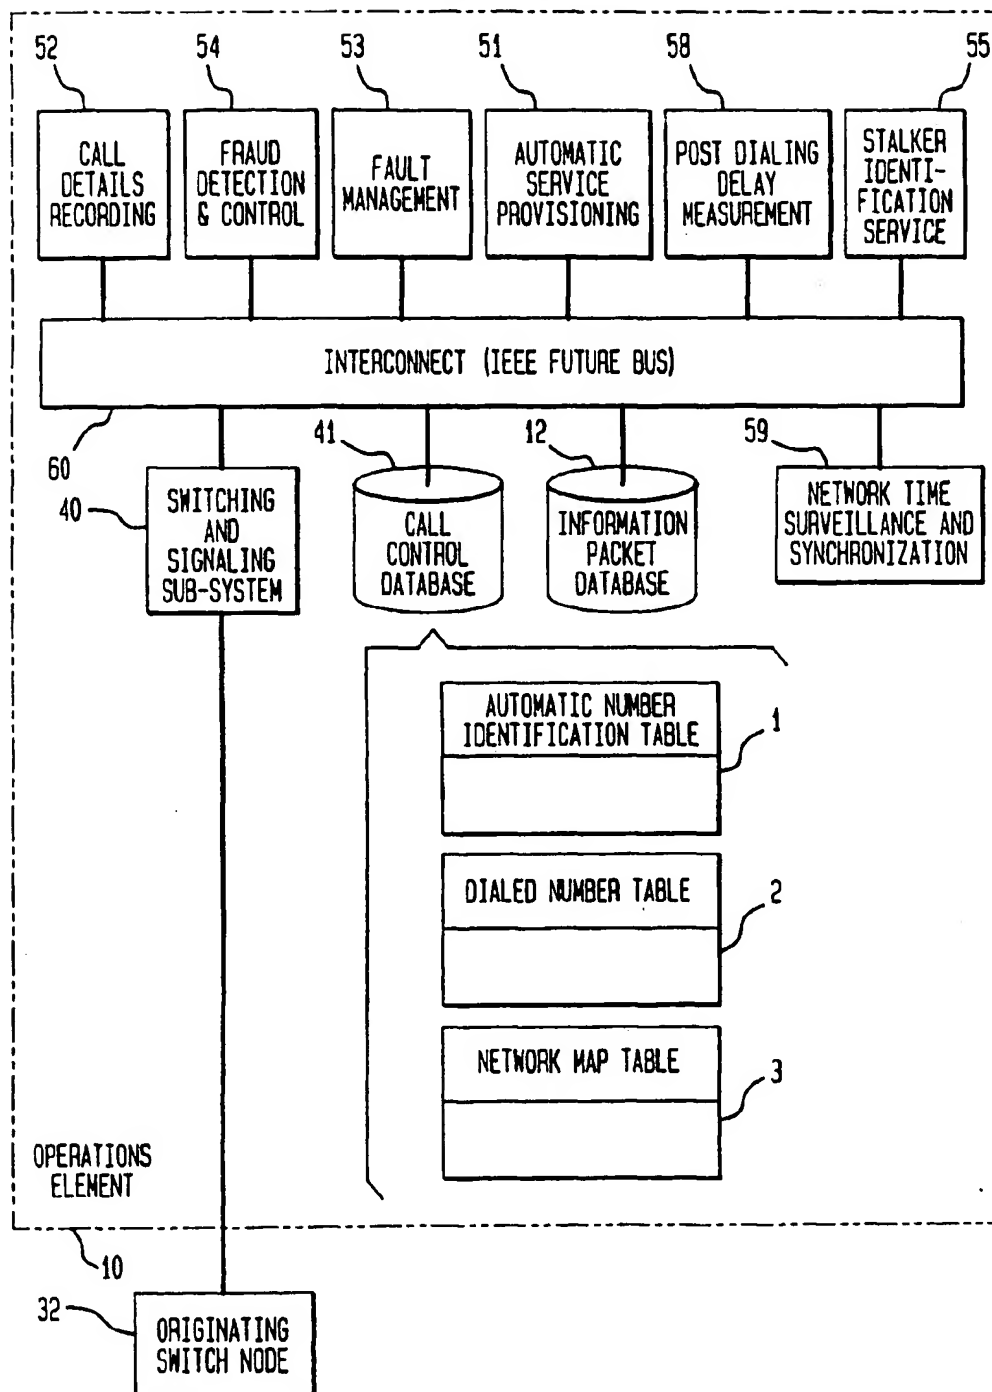 52
54
53
51
58
55
CALL
DETAILS
RECORDING
FRAUD
DETECTION
& CONTROL
FAULT
MANAGEMENT
AUTOMATIC
SERVICE
PROVISIONING
POST DIALING
DELAY
MEASUREMENT
STALKER
IDENTI-
FICATION
SERVICE
INTERCONNECT (IEEE FUTURE BUS)
60
41
12
59
40
SWITCHING
AND
SIGNALING
SUB-SYSTEM
CALL
CONTROL
DATABASE
INFORMATION
PACKET
DATABASE
NETWORK TIME
SURVEILLANCE AND
SYNCHRONIZATION
AUTOMATIC NUMBER
IDENTIFICATION TABLE
1
DIALED NUMBER TABLE
2
NETWORK MAP TABLE
3
OPERATIONS
ELEMENT
10
32
ORIGINATING
SWITCH NODE